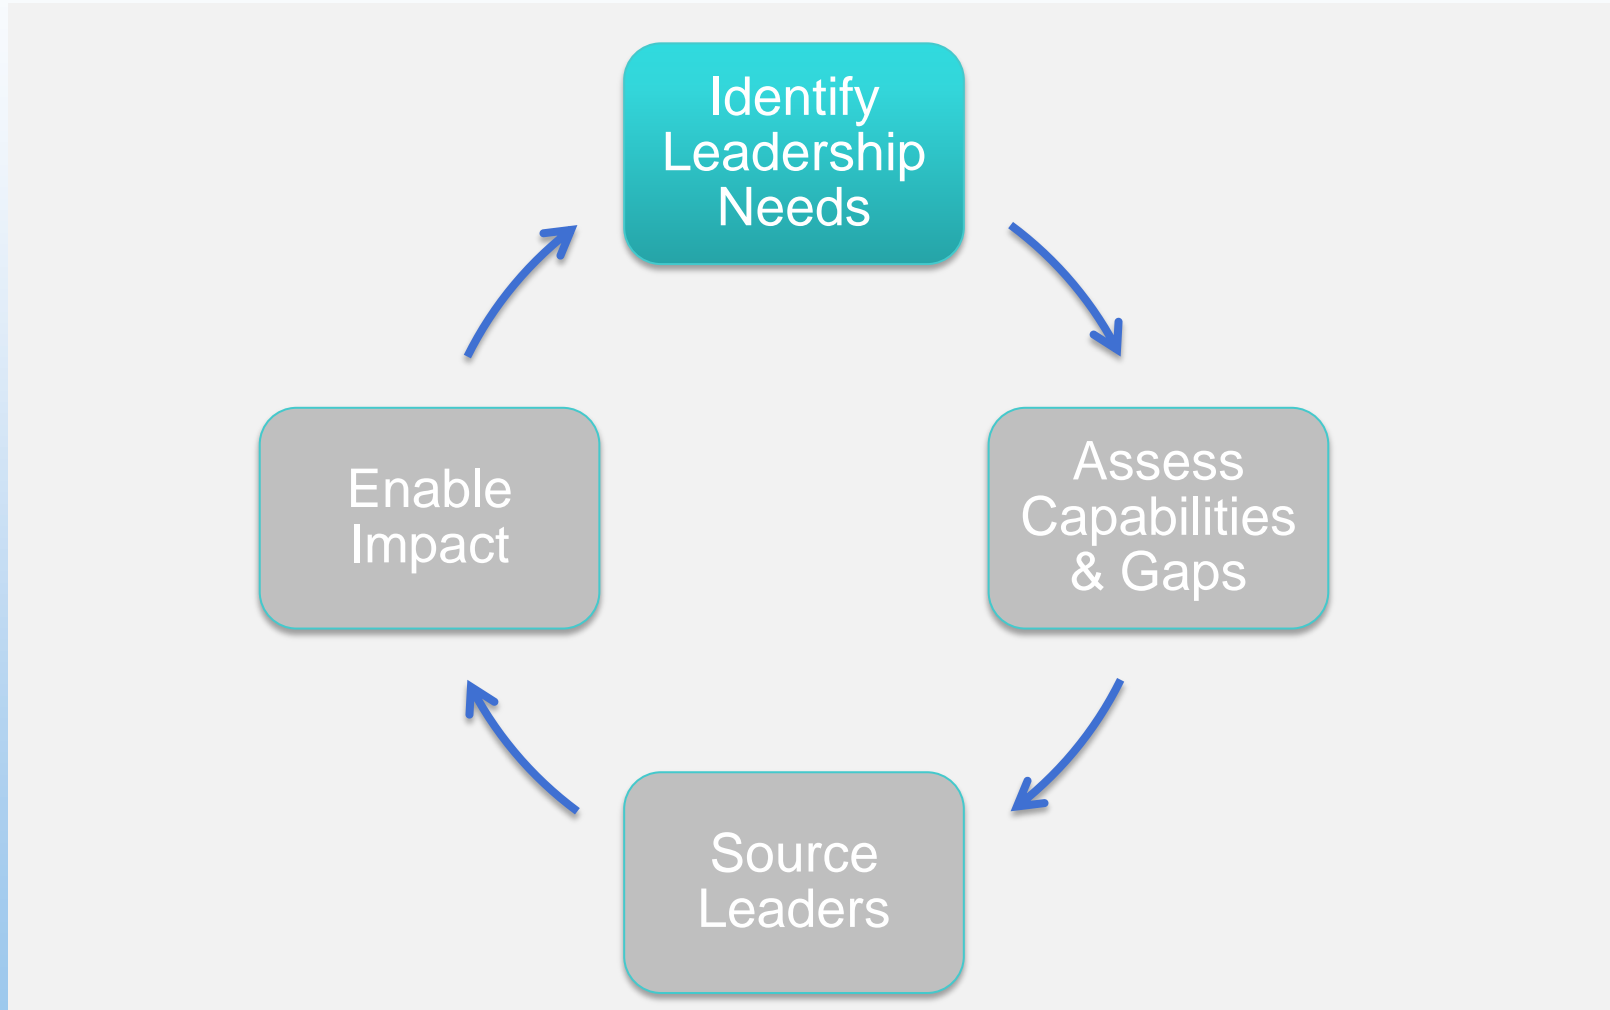 Identify
Leadership
Needs
Assess
Capabilities
& Gaps
Source
Leaders
Enable
Impact